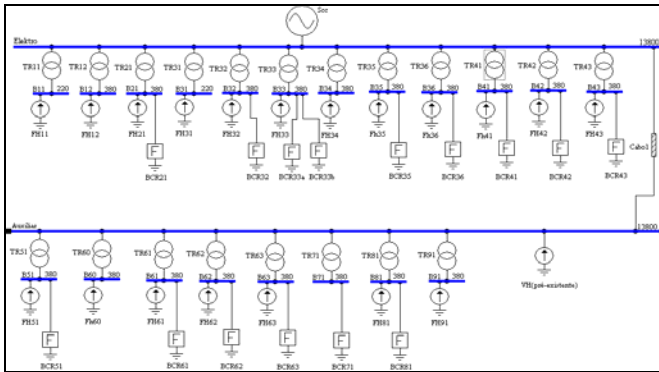 Sce
Elektro 13800
TR11 TR12 TR21 TR31 TR32 TR33 TR34 TR35 TR36 TR41 TR42 TR43
B11 220 B12 380 B21 380 B31 220 B32 380 B33 380 B34 380 B35 380 B36 380 B41 380 B42 380 B43 380
FH11 FH12 FH21 FH31 FH32 FH33 FH34 Fh35 Fh36 Fh41 FH42 FH43
Cabo1
F F F F F F F F F
BCR21 BCR32 BCR33a BCR33b BCR35 BCR36 BCR41 BCR42 BCR43
Auxiliar 13800
TR51 TR60 TR61 TR62 TR63 TR71 TR81 TR91
B51 380 B60 380 B61 380 B62 380 B63 380 B71 380 B81 380 B91 380
VH(pré-existente)
FH51 Fh60 FH61 FH62 FH63 FH81 FH91
F F F F F F
BCR51 BCR61 BCR62 BCR63 BCR71 BCR81